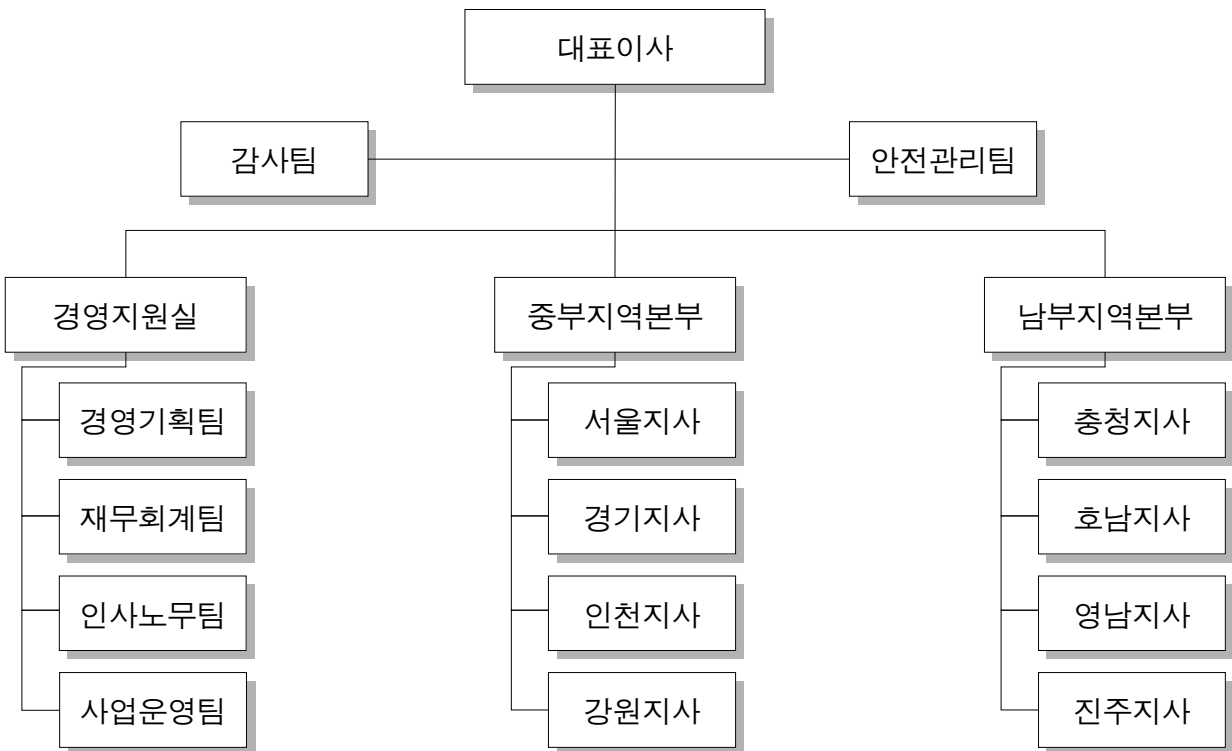 대표이사
감사팀
안전관리팀
경영지원실
중부지역본부
남부지역본부
경영기획팀
서울지사
충청지사
재무회계팀
경기지사
호남지사
인사노무팀
인천지사
영남지사
사업운영팀
강원지사
진주지사